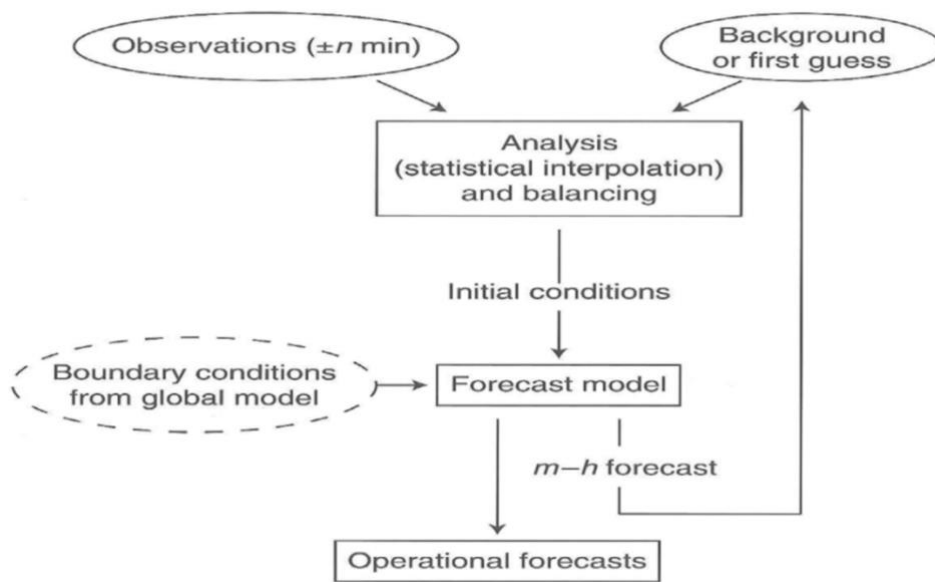 Observations (±n min)
Background
or first guess
Analysis
(statistical interpolation)
and balancing
Initial conditions
Boundary conditions
from global model
Forecast model
m–h forecast
Operational forecasts